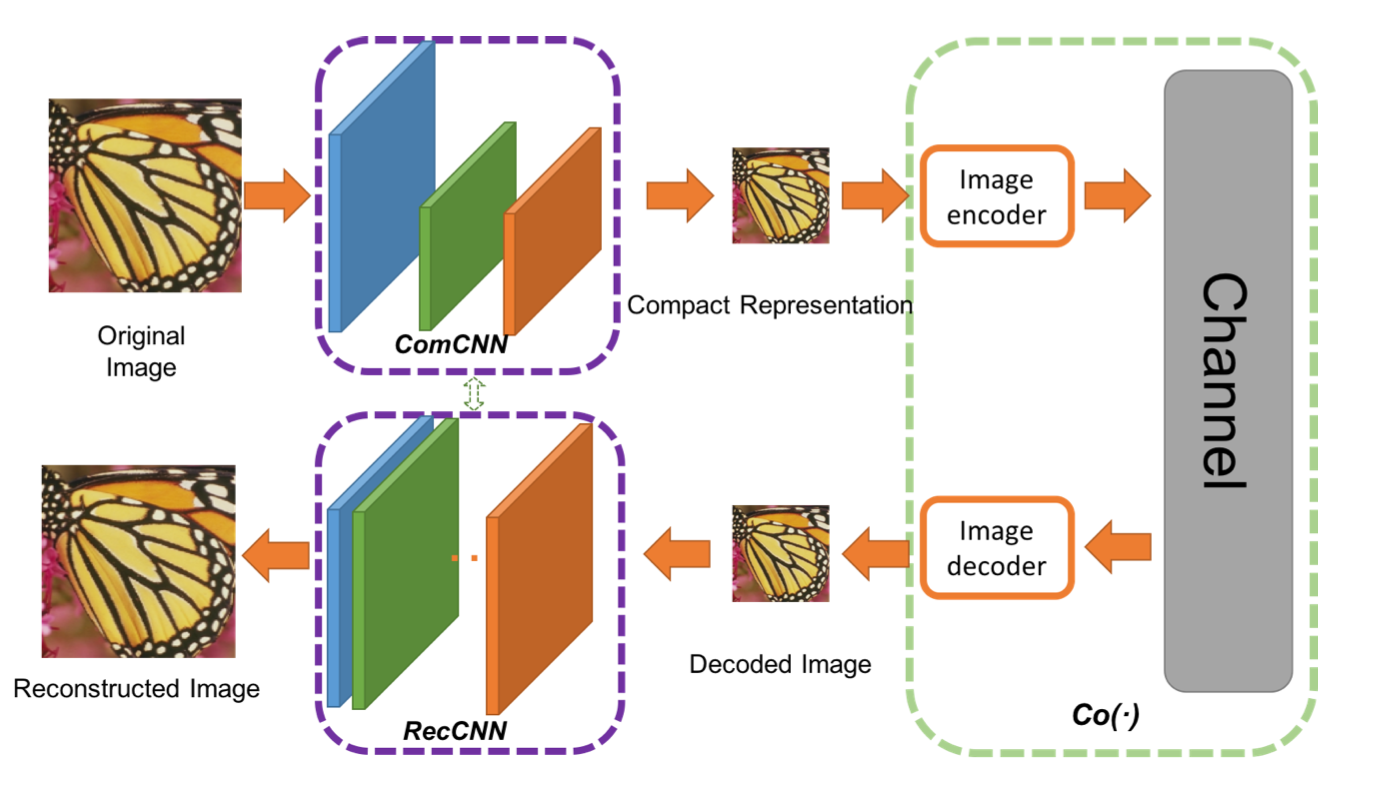 Original
Image
ComCNN
Compact Representation
Image
encoder
Channel
Reconstructed Image
RecCNN
Decoded Image
Image
decoder
Co(·)